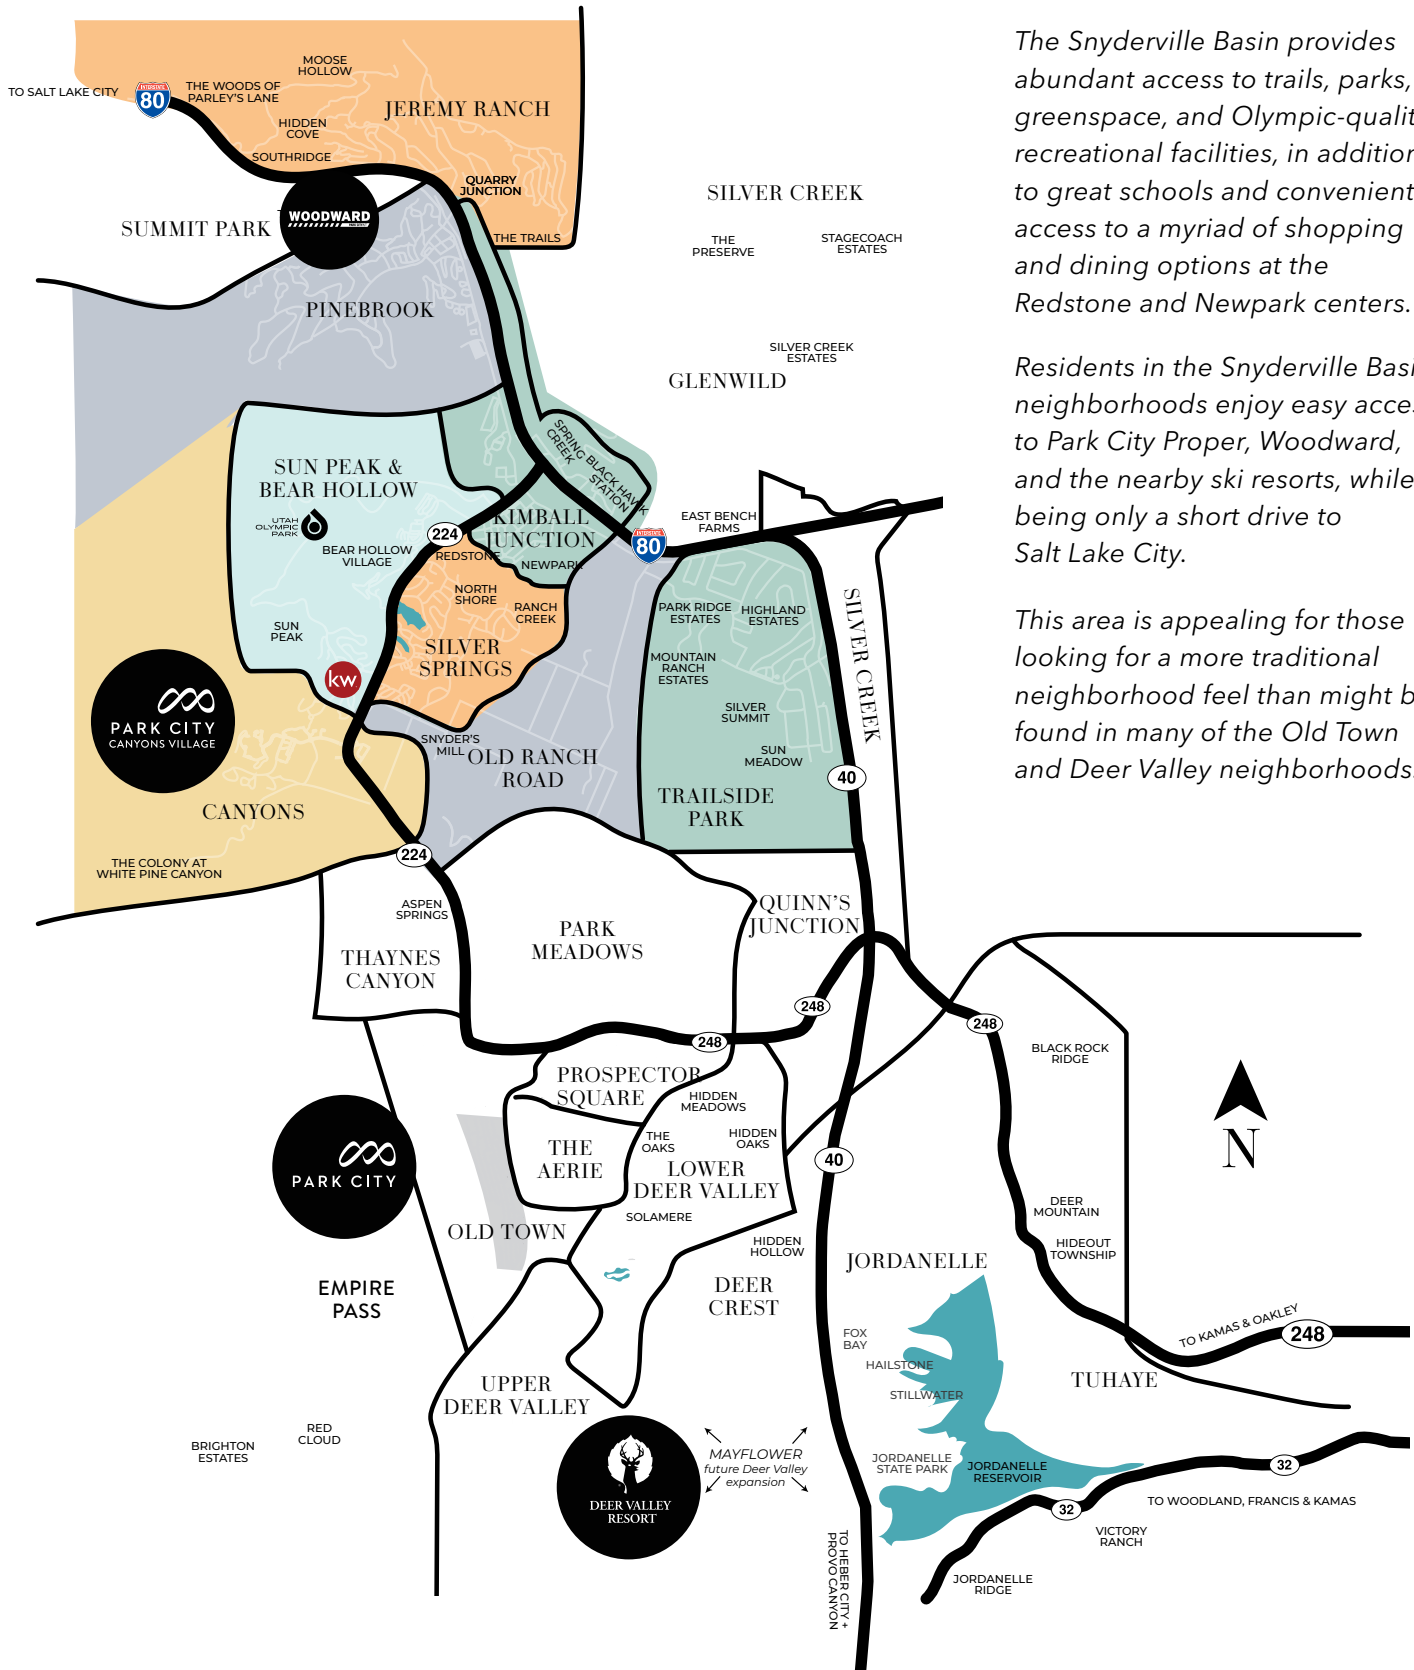 The Snyderville Basin provides
abundant access to trails, parks,
greenspace, and Olympic-qualit
recreational facilities, in addition
to great schools and convenient
access to a myriad of shopping
and dining options at the
Redstone and Newpark centers.
Residents in the Snyderville Basi
neighborhoods enjoy easy acces
to Park City Proper, Woodward,
and the nearby ski resorts, while
being only a short drive to
Salt Lake City.
This area is appealing for those
looking for a more traditional
neighborhood feel than might b
found in many of the Old Town
and Deer Valley neighborhoods.
MOOSE
HOLLOW
TO SALT LAKE CITY
INTERSTATE
80
THE WOODS OF
PARLEY'S LANE
JEREMY RANCH
HIDDEN
COVE
SOUTHRIDGE
QUARRY
JUNCTION
SUMMIT PARK
WOODWARD
THE TRAILS
SILVER CREEK
THE
PRESERVE
STAGECOACH
ESTATES
PINEBROOK
SILVER CREEK
ESTATES
GLENWILD
SPRING
CREEK
BLACK HAWK
STATION
SUN PEAK &
BEAR HOLLOW
UTAH
OLYMPIC
PARK
BEAR HOLLOW
VILLAGE
224
KIMBALL
JUNCTION
REDSTONE
NEWPARK
INTERSTATE
80
EAST BENCH
FARMS
NORTH
SHORE
RANCH
CREEK
PARK RIDGE
ESTATES
HIGHLAND
ESTATES
SILVER CREEK
SUN
PEAK
SILVER
SPRINGS
kw
MOUNTAIN
RANCH
ESTATES
SILVER
SUMMIT
PARK CITY
CANYONS VILLAGE
SNYDER'S
MILL
OLD RANCH
ROAD
SUN
MEADOW
40
CANYONS
TRAILSIDE
PARK
224
THE COLONY AT
WHITE PINE CANYON
ASPEN
SPRINGS
QUINN'S
JUNCTION
PARK
MEADOWS
THAYNES
CANYON
248
248
248
BLACK ROCK
RIDGE
PROSPECTOR
SQUARE
HIDDEN
MEADOWS
N
THE
AERIE
THE
OAKS
HIDDEN
OAKS
PARK CITY
LOWER
DEER VALLEY
40
SOLAMERE
DEER
MOUNTAIN
OLD TOWN
HIDDEN
HOLLOW
HIDEOUT
TOWNSHIP
JORDANELLE
EMPIRE
PASS
DEER
CREST
TO KAMAS & OAKLEY
248
FOX
BAY
HAILSTONE
STILLWATER
TUHAYE
UPPER
DEER VALLEY
RED
CLOUD
BRIGHTON
ESTATES
MAYFLOWER
future Deer Valley
expansion
JORDANELLE
STATE PARK
JORDANELLE
RESERVOIR
32
DEER VALLEY
RESORT
32
TO WOODLAND, FRANCIS & KAMAS
VICTORY
RANCH
TO HEBER CITY +
PROVO CANYON
JORDANELLE
RIDGE